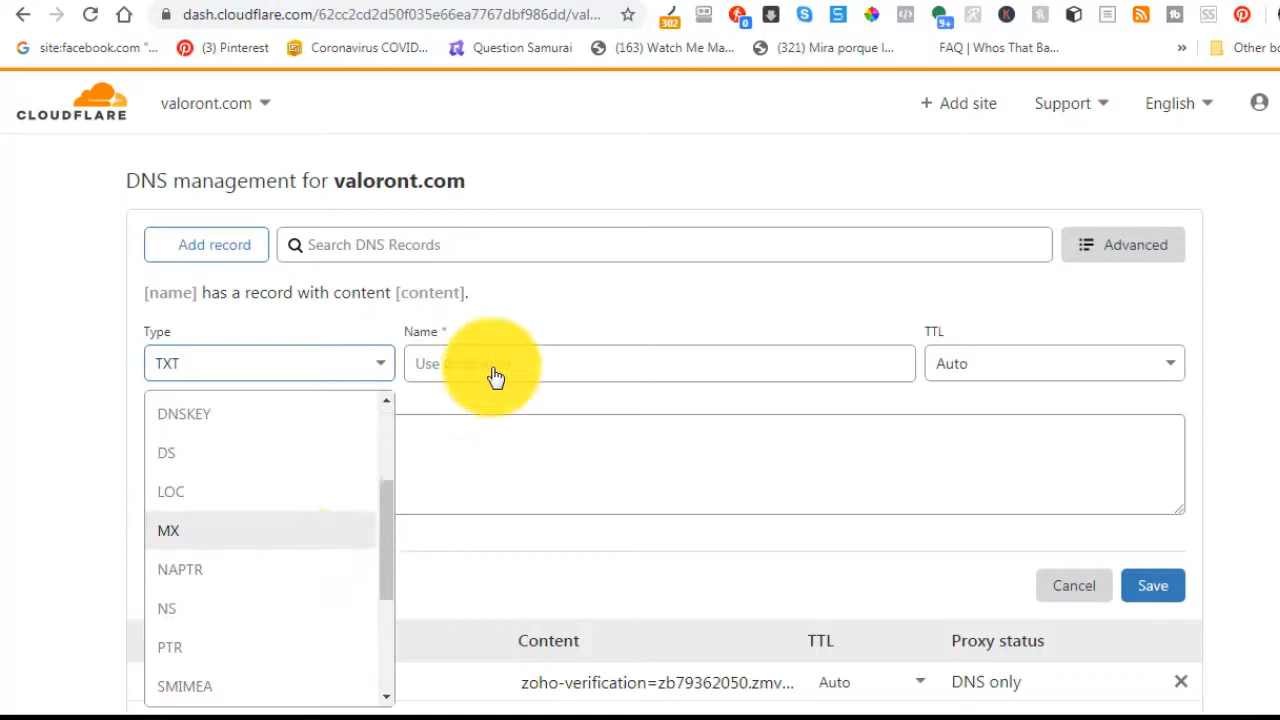 dash.cloudflare.com/62cc2cd2d50f035e66ea7767dbf986dd/val...
302
0
9+
site:facebook.com "...
(3) Pinterest
Coronavirus COVID...
Question Samurai
(163) Watch Me Ma...
(321) Mira porque l...
FAQ | Whos That Ba...
»
Other bo
CLOUDFLARE
valoront.com
+ Add site
Support
English
DNS management for valoront.com
Add record
Search DNS Records
Advanced
[name] has a record with content [content].
Type
Name *
TTL
TXT
Use
Auto
DNSKEY
DS
LOC
MX
NAPTR
NS
PTR
SMIMEA
Cancel
Save
Content
TTL
Proxy status
zoho-verification=zb79362050.zmv...
Auto
DNS only